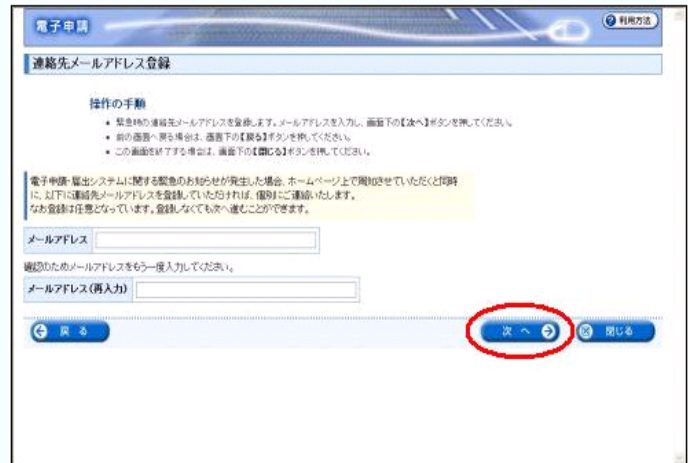 電子申請
利用方法
連絡先メールアドレス登録
操作の手順
• 緊急時の連絡先メールアドレスを登録します。メールアドレスを入力し、画面下の【次へ】ボタンを押してください。
• 前の画面へ戻る場合は、画面下の【戻る】ボタンを押してください。
• この画面を終了する場合は、画面下の【閉じる】ボタンを押してください。
電子申請・届出システムに関する緊急のお知らせが発生した場合、ホームページ上で周知させていただくと同時
に、以下に連絡先メールアドレスを登録していただければ、個別にご連絡いたします。
なお登録は任意となっています。登録しなくても次へ進むことができます。
メールアドレス
確認のためメールアドレスをもう一度入力してください。
メールアドレス(再入力)
戻る 次へ 閉じる